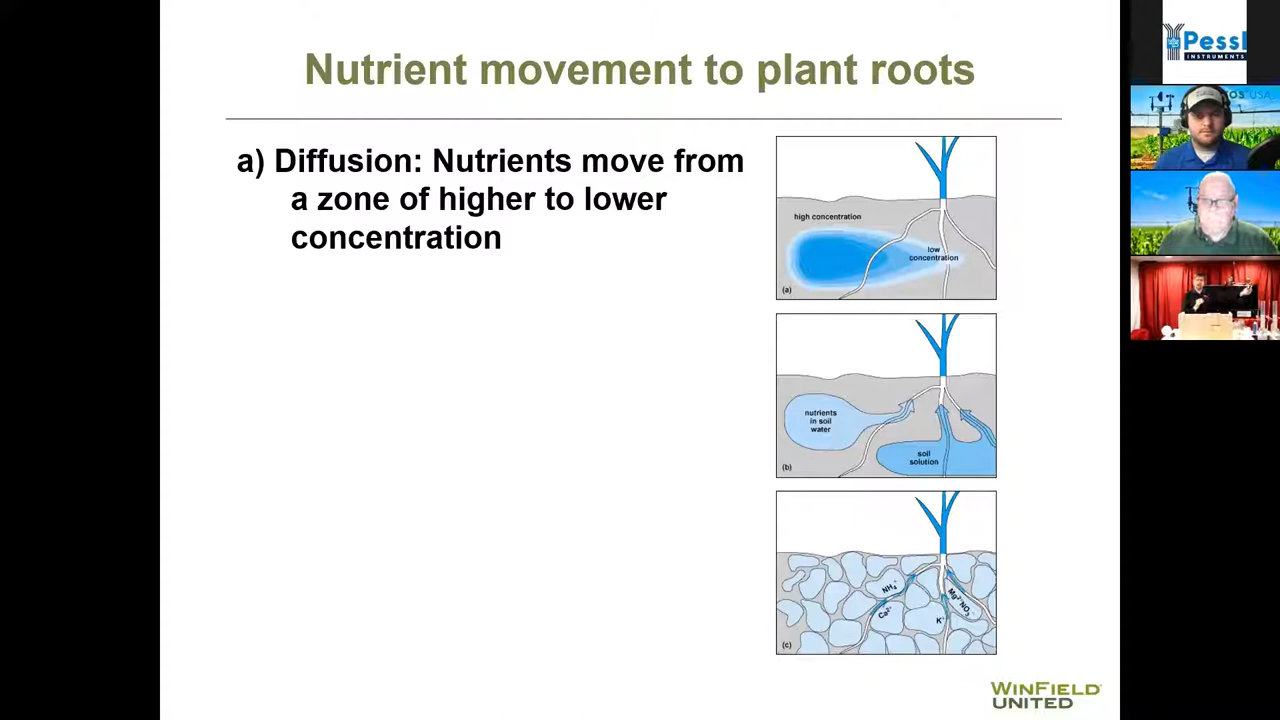 Nutrient movement to plant roots
a) Diffusion: Nutrients move from
a zone of higher to lower
concentration
high concentration
low
concentration
(a)
nutrients
in soil
water
soil
solution
(b)
NH₄⁺
Ca²⁺
K⁺
Mg²⁺
NO₃⁻
(c)
WINFIELD
UNITED
Pessl
INSTRUMENTS